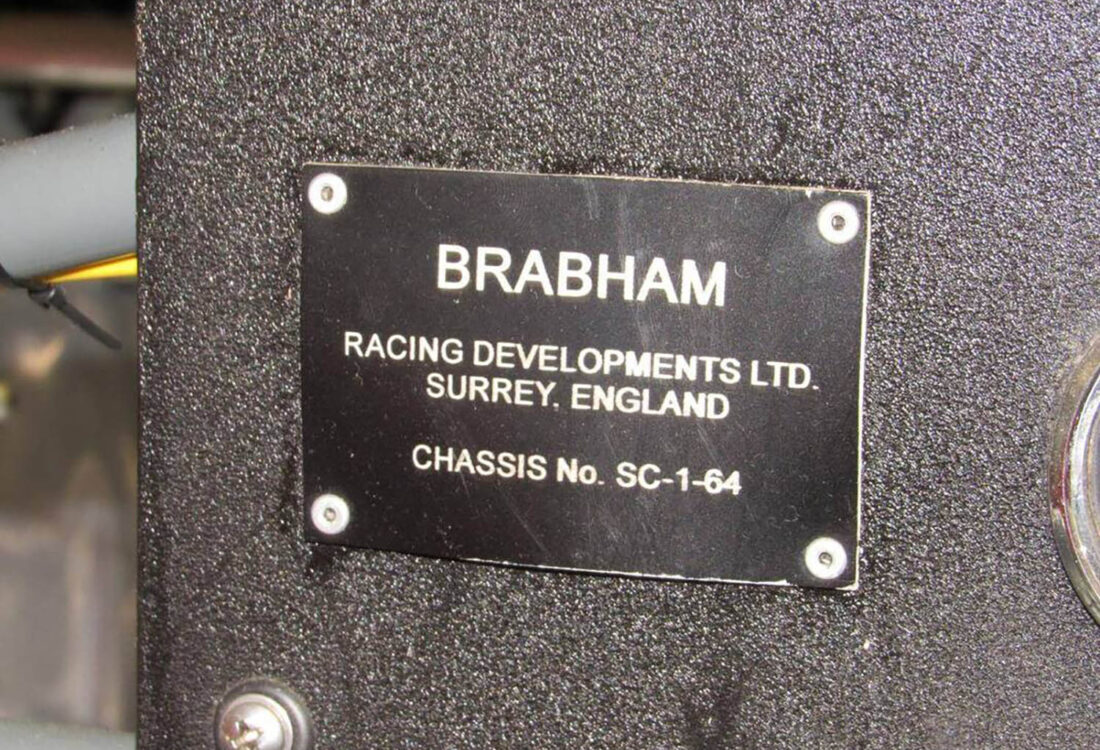 BRABHAM
RACING DEVELOPMENTS LTD.
SURREY. ENGLAND
CHASSIS No. SC-1-64